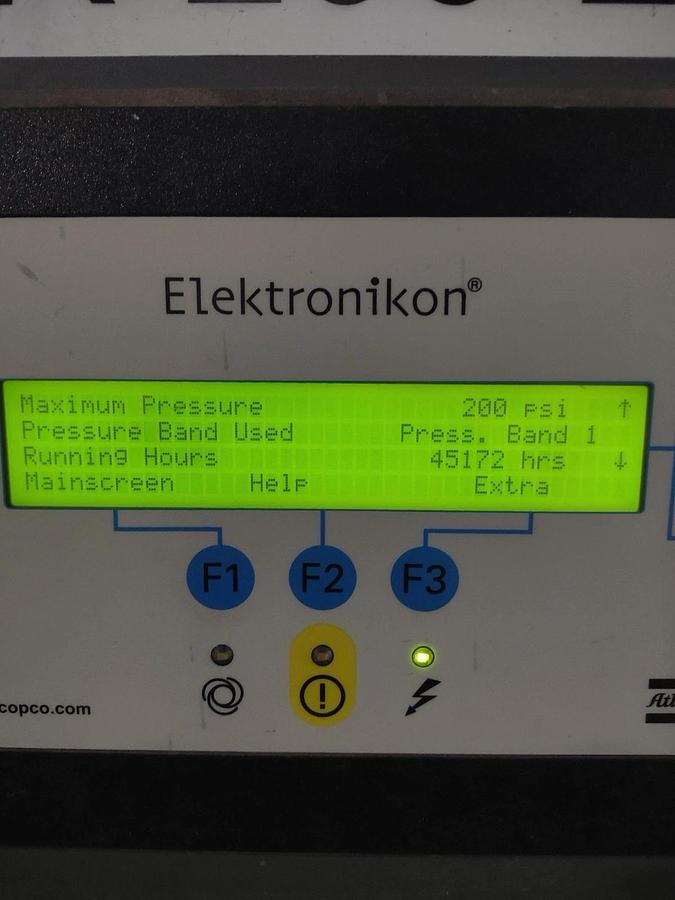 Elektronikon®
Maximum Pressure 200 psi ↑
Pressure Band Used Press. Band 1
Running Hours 45172 hrs ↓
Mainscreen Help Extra
F1 F2 F3
copco.com